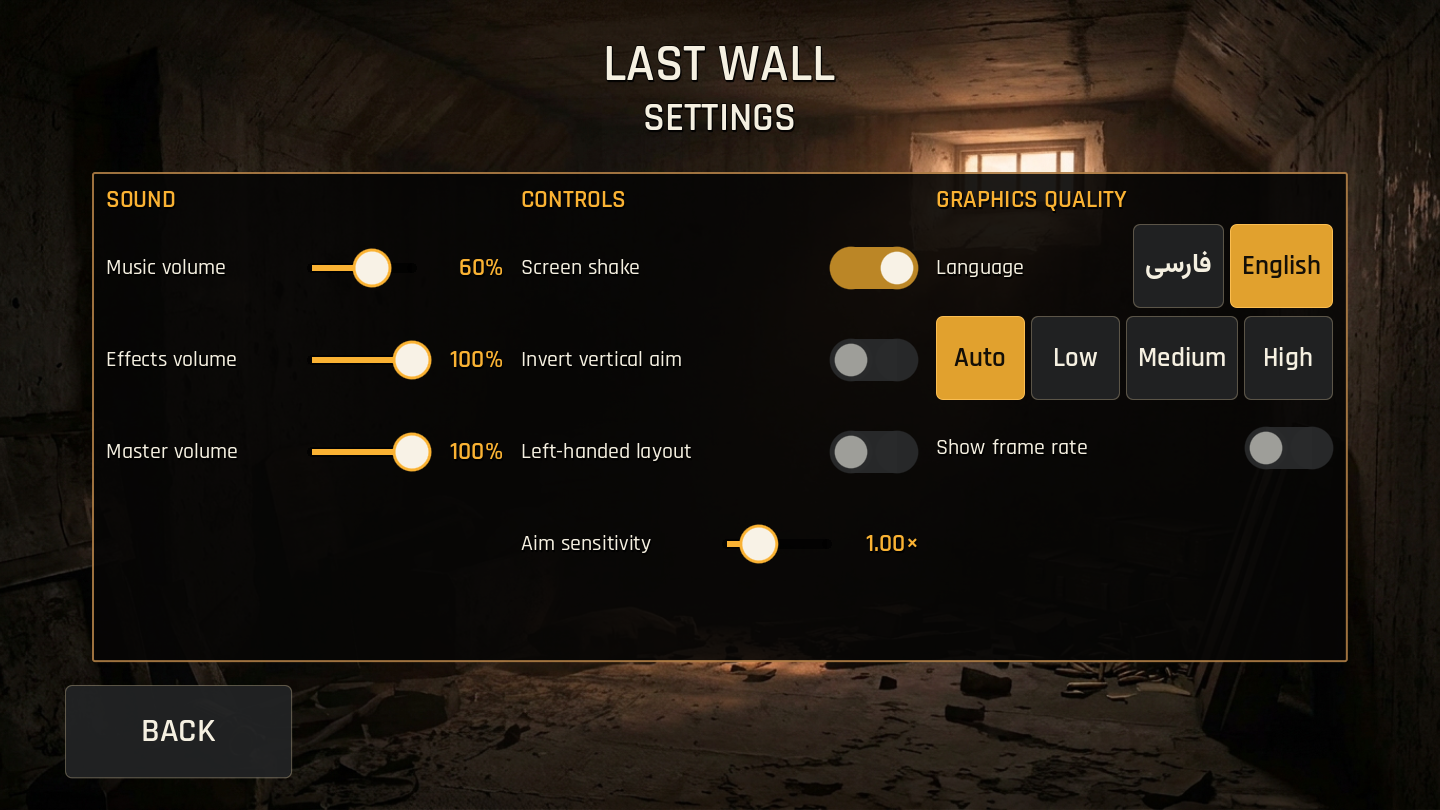 LAST WALL
SETTINGS
SOUND
Music volume 60%
Effects volume 100%
Master volume 100%
CONTROLS
Screen shake
Invert vertical aim
Left-handed layout
Aim sensitivity 1.00×
GRAPHICS QUALITY
Language فارسی English
Auto Low Medium High
Show frame rate
BACK